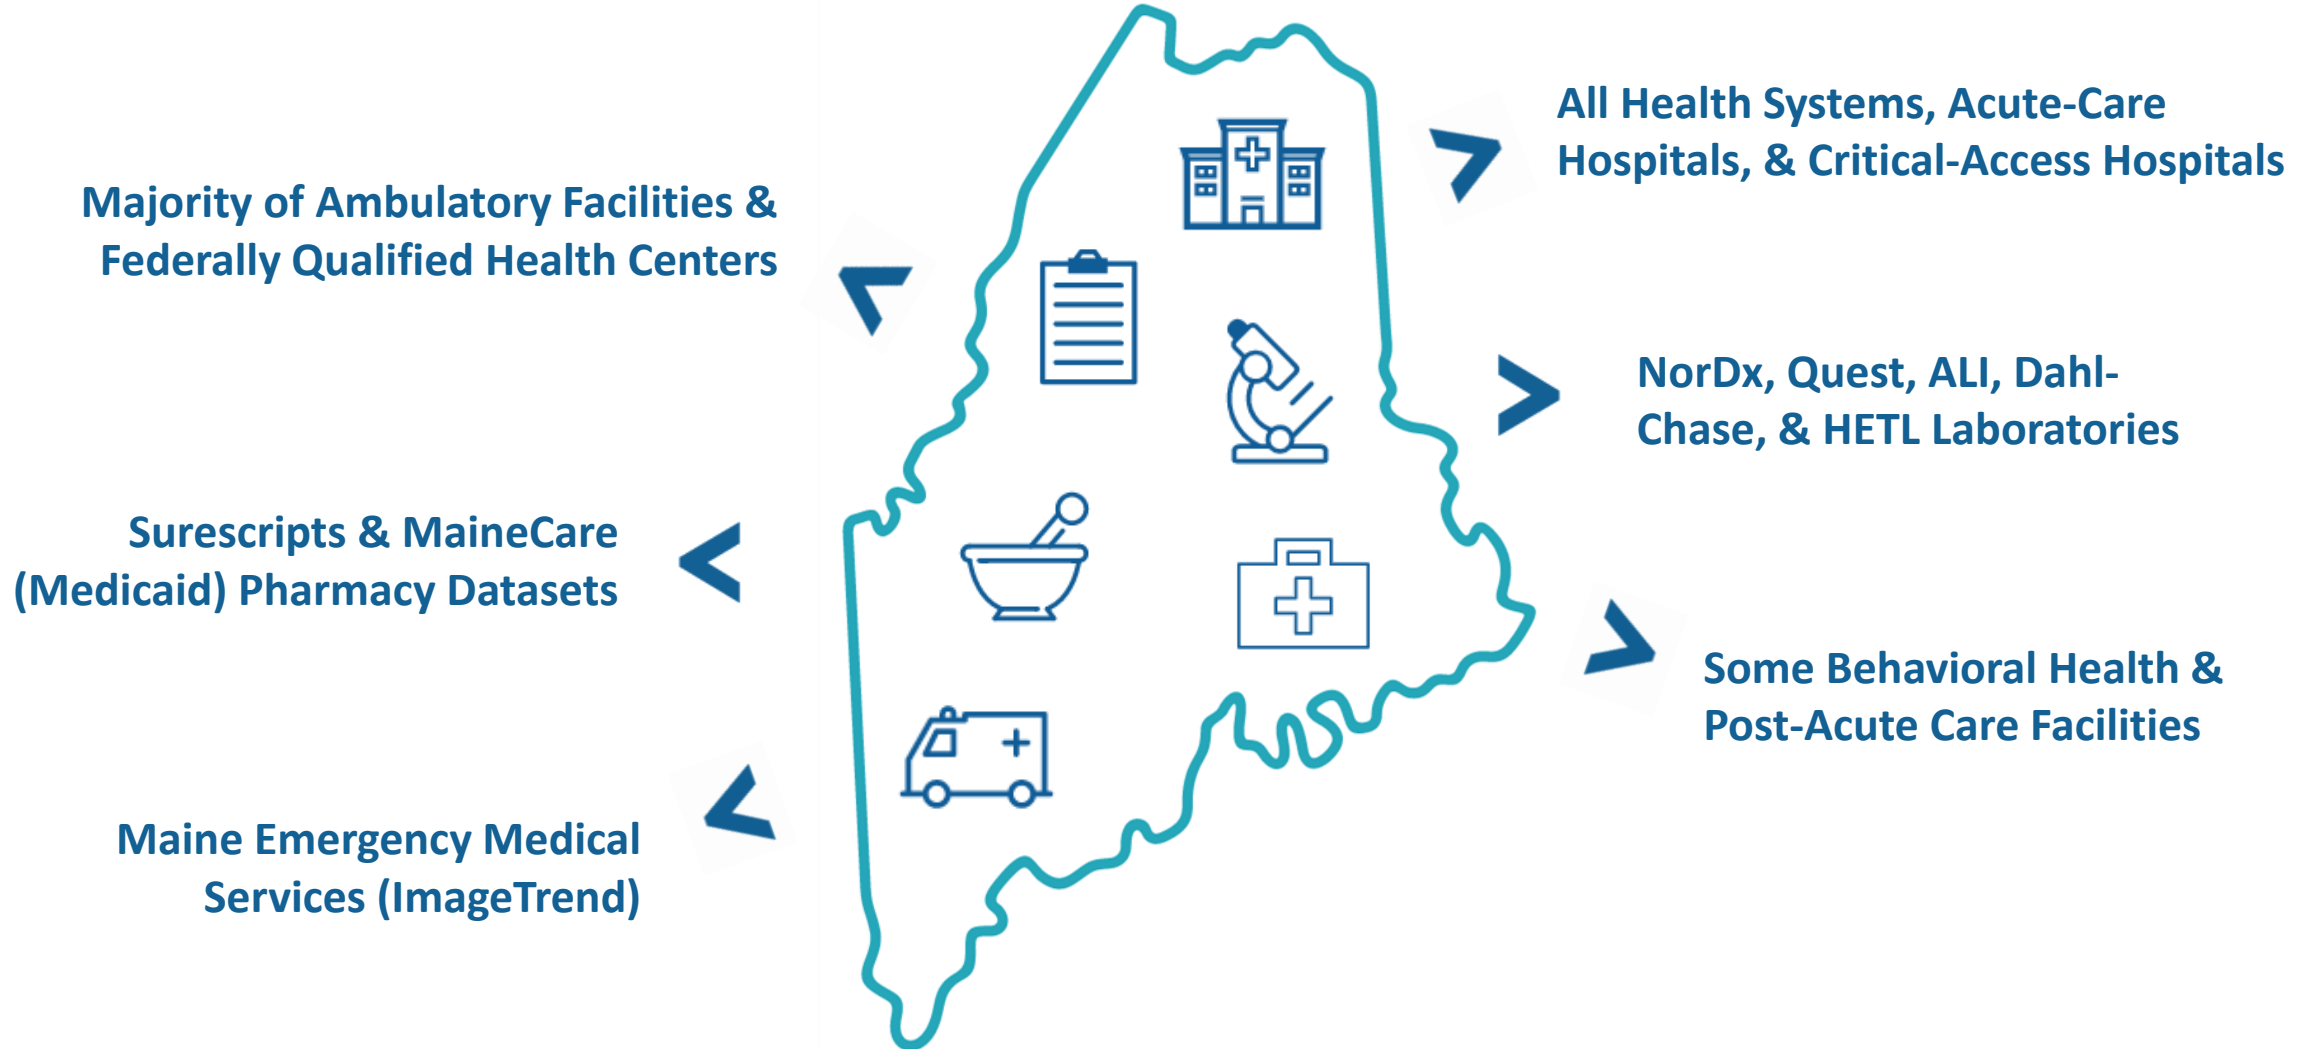 Majority of Ambulatory Facilities &
Federally Qualified Health Centers
Surescripts & MaineCare
(Medicaid) Pharmacy Datasets
Maine Emergency Medical
Services (ImageTrend)
All Health Systems, Acute-Care
Hospitals, & Critical-Access Hospitals
NorDx, Quest, ALI, Dahl-
Chase, & HETL Laboratories
Some Behavioral Health &
Post-Acute Care Facilities